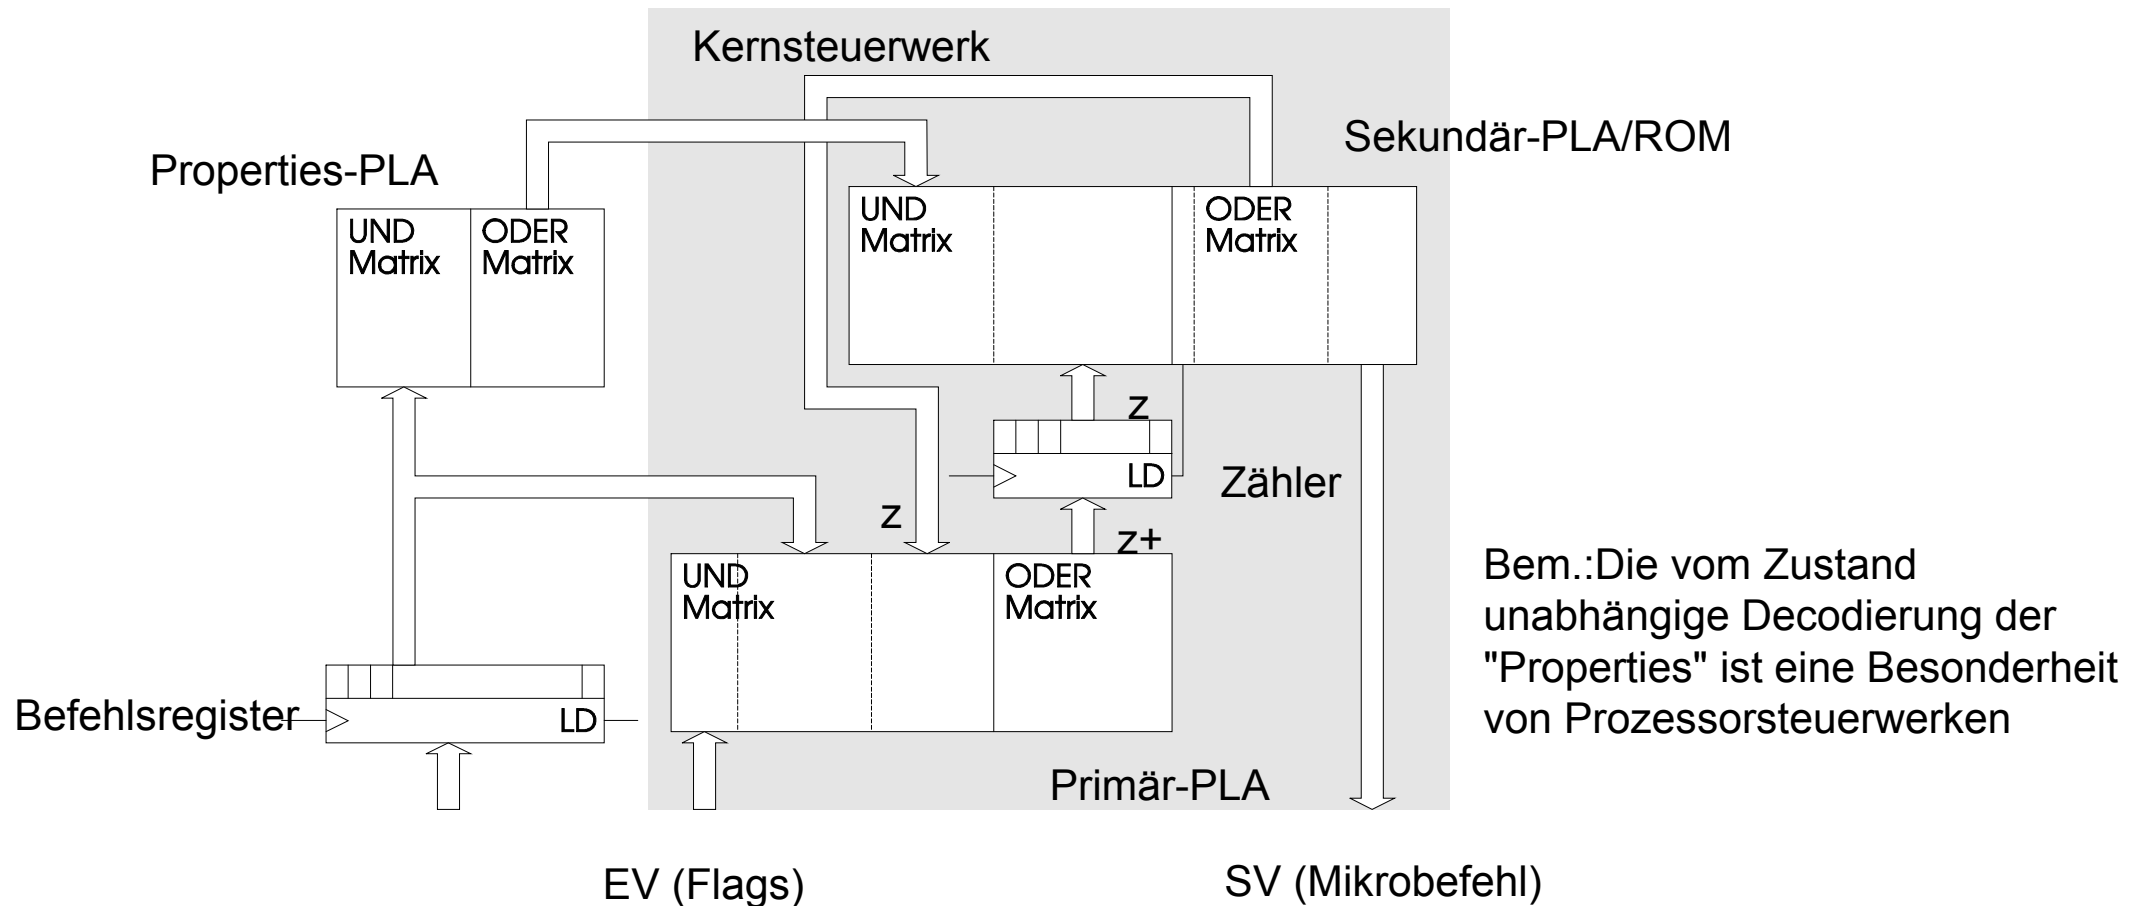 Kernsteuerwerk
Sekundär-PLA/ROM
Properties-PLA
UND
Matrix
ODER
Matrix
UND
Matrix
ODER
Matrix
z
LD
Zähler
z
z+
UND
Matrix
ODER
Matrix
Bem.:Die vom Zustand
unabhängige Decodierung der
"Properties" ist eine Besonderheit
von Prozessorsteuerwerken
Befehlsregister
LD
Primär-PLA
EV (Flags)
SV (Mikrobefehl)